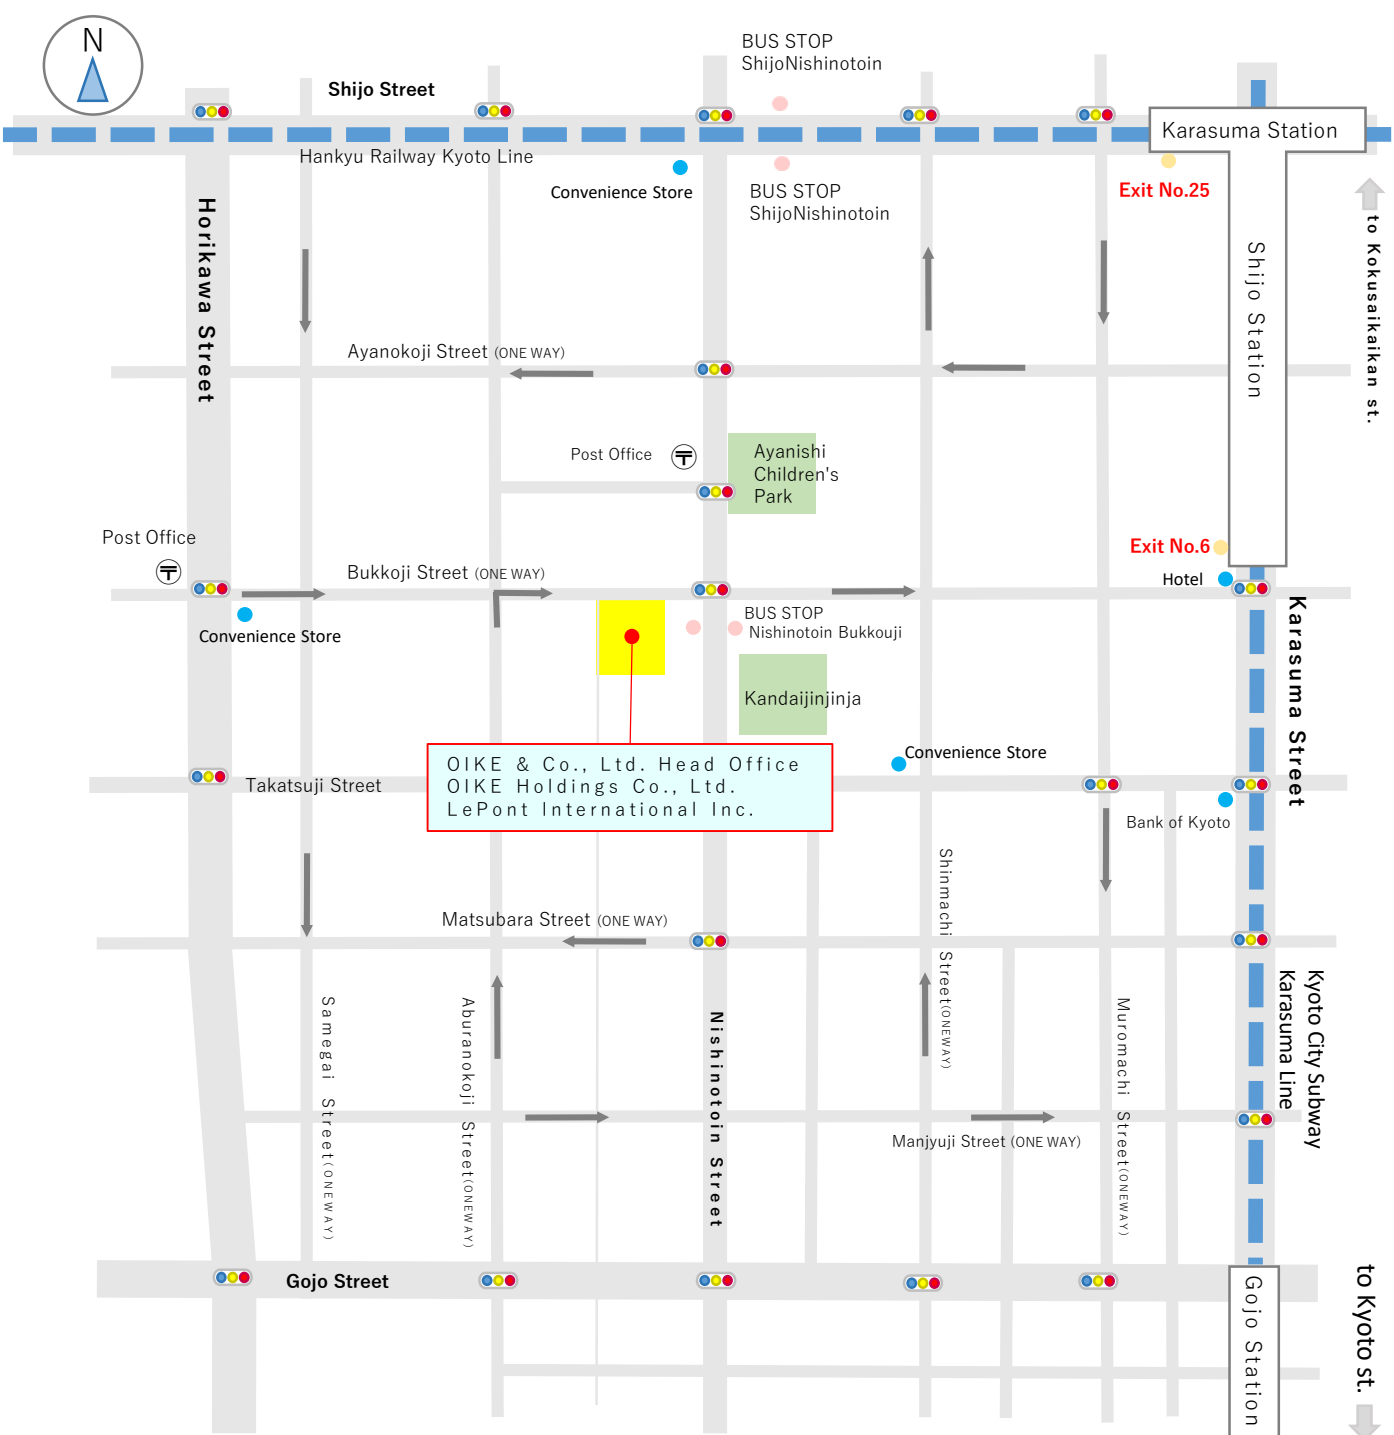 N
BUS STOP
ShijoNishinotoin
Shijo Street
Karasuma Station
Hankyu Railway Kyoto Line
Convenience Store
BUS STOP
ShijoNishinotoin
Exit No.25
Horikawa Street
Shijo Station
to Kokusaikaikan st.
Ayanokoji Street (ONE WAY)
Post Office
〒
Ayanishi
Children's
Park
Post Office
〒
Exit No.6
Bukkoji Street (ONE WAY)
Hotel
Convenience Store
BUS STOP
Nishinotoin Bukkouji
Karasuma Street
Kandaijinjinja
OIKE & Co., Ltd. Head Office
OIKE Holdings Co., Ltd.
LePont International Inc.
Convenience Store
Takatsuji Street
Bank of Kyoto
Shinmachi Street(ONEWAY)
Matsubara Street (ONE WAY)
Kyoto City Subway
Karasuma Line
Samegai Street(ONEWAY)
Aburanokoji Street(ONEWAY)
Nishinotoin Street
Muromachi Street(ONEWAY)
Manjyuji Street (ONE WAY)
Gojo Street
Gojo Station
to Kyoto st.